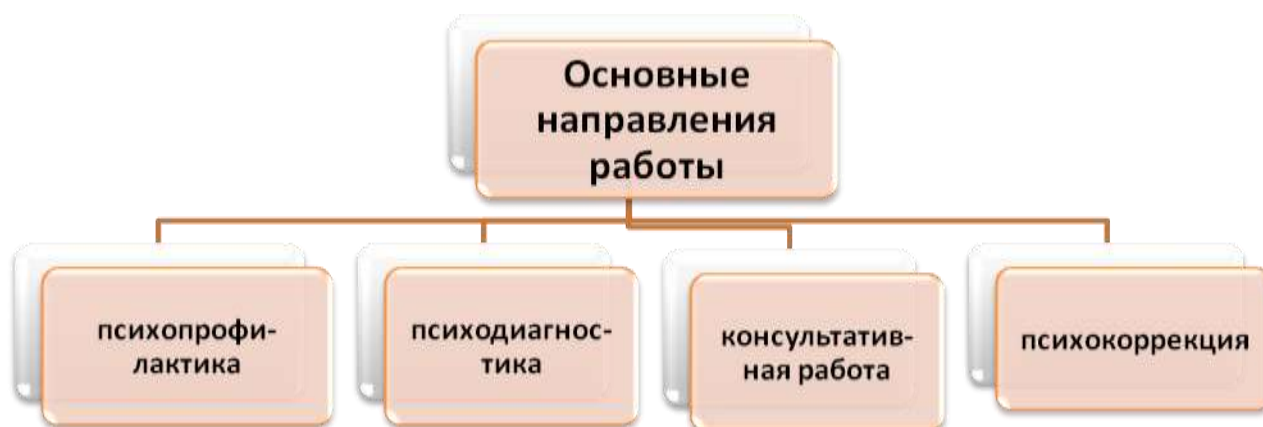 Основные
направления
работы
психопрофи-
лактика
психодиагнос-
тика
консультатив-
ная работа
психокоррекция